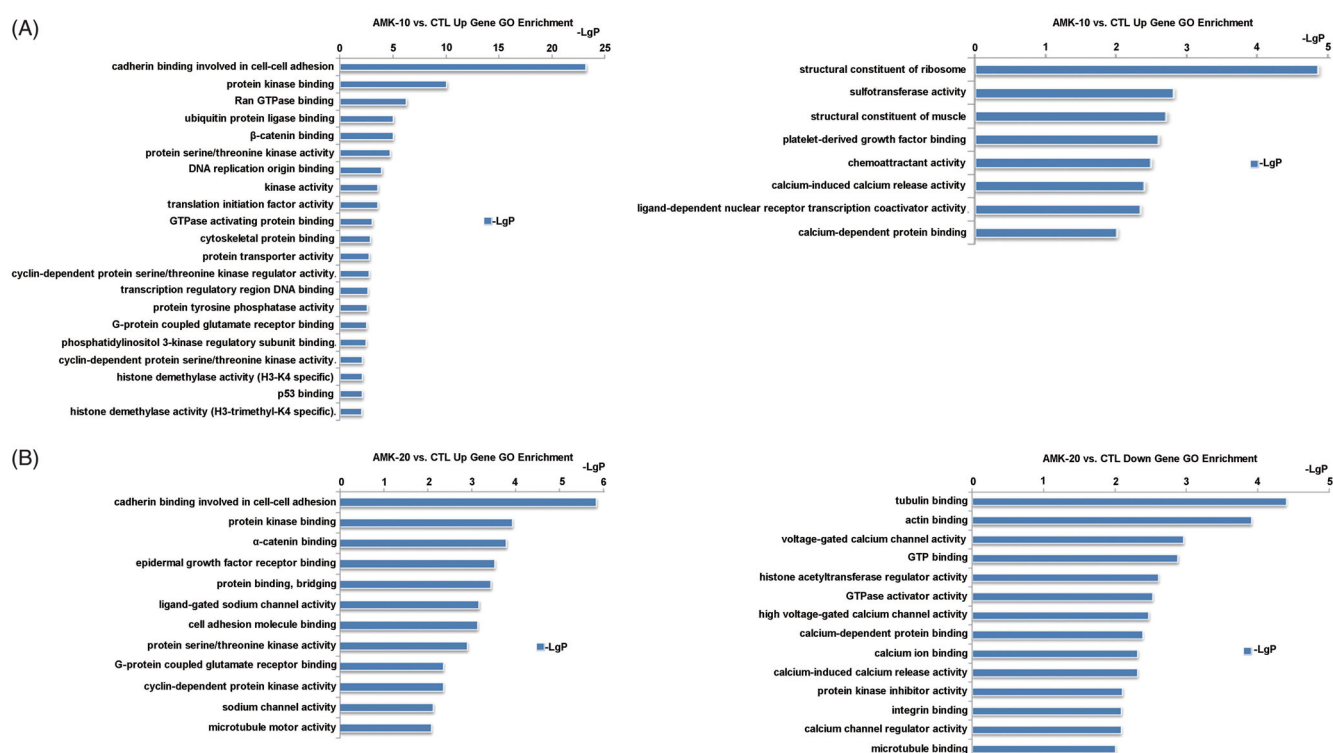 (A)
AMK-10 vs. CTL Up Gene GO Enrichment
-LgP
0 5 10 15 20 25
cadherin binding involved in cell-cell adhesion
protein kinase binding
Ran GTPase binding
ubiquitin protein ligase binding
β-catenin binding
protein serine/threonine kinase activity
DNA replication origin binding
kinase activity
translation initiation factor activity
GTPase activating protein binding
cytoskeletal protein binding
protein transporter activity
cyclin-dependent protein serine/threonine kinase regulator activity.
transcription regulatory region DNA binding
protein tyrosine phosphatase activity
G-protein coupled glutamate receptor binding
phosphatidylinositol 3-kinase regulatory subunit binding.
cyclin-dependent protein serine/threonine kinase activity.
histone demethylase activity (H3-K4 specific)
p53 binding
histone demethylase activity (H3-trimethyl-K4 specific).
-LgP
AMK-10 vs. CTL Up Gene GO Enrichment
-LgP
0 1 2 3 4 5
structural constituent of ribosome
sulfotransferase activity
structural constituent of muscle
platelet-derived growth factor binding
chemoattractant activity
calcium-induced calcium release activity
ligand-dependent nuclear receptor transcription coactivator activity.
calcium-dependent protein binding
-LgP
(B)
AMK-20 vs. CTL Up Gene GO Enrichment
-LgP
0 1 2 3 4 5 6
cadherin binding involved in cell-cell adhesion
protein kinase binding
α-catenin binding
epidermal growth factor receptor binding
protein binding, bridging
ligand-gated sodium channel activity
cell adhesion molecule binding
protein serine/threonine kinase activity
G-protein coupled glutamate receptor binding
cyclin-dependent protein kinase activity
sodium channel activity
microtubule motor activity
-LgP
AMK-20 vs. CTL Down Gene GO Enrichment
-LgP
0 1 2 3 4 5
tubulin binding
actin binding
voltage-gated calcium channel activity
GTP binding
histone acetyltransferase regulator activity
GTPase activator activity
high voltage-gated calcium channel activity
calcium-dependent protein binding
calcium ion binding
calcium-induced calcium release activity
protein kinase inhibitor activity
integrin binding
calcium channel regulator activity
microtubule binding
-LgP